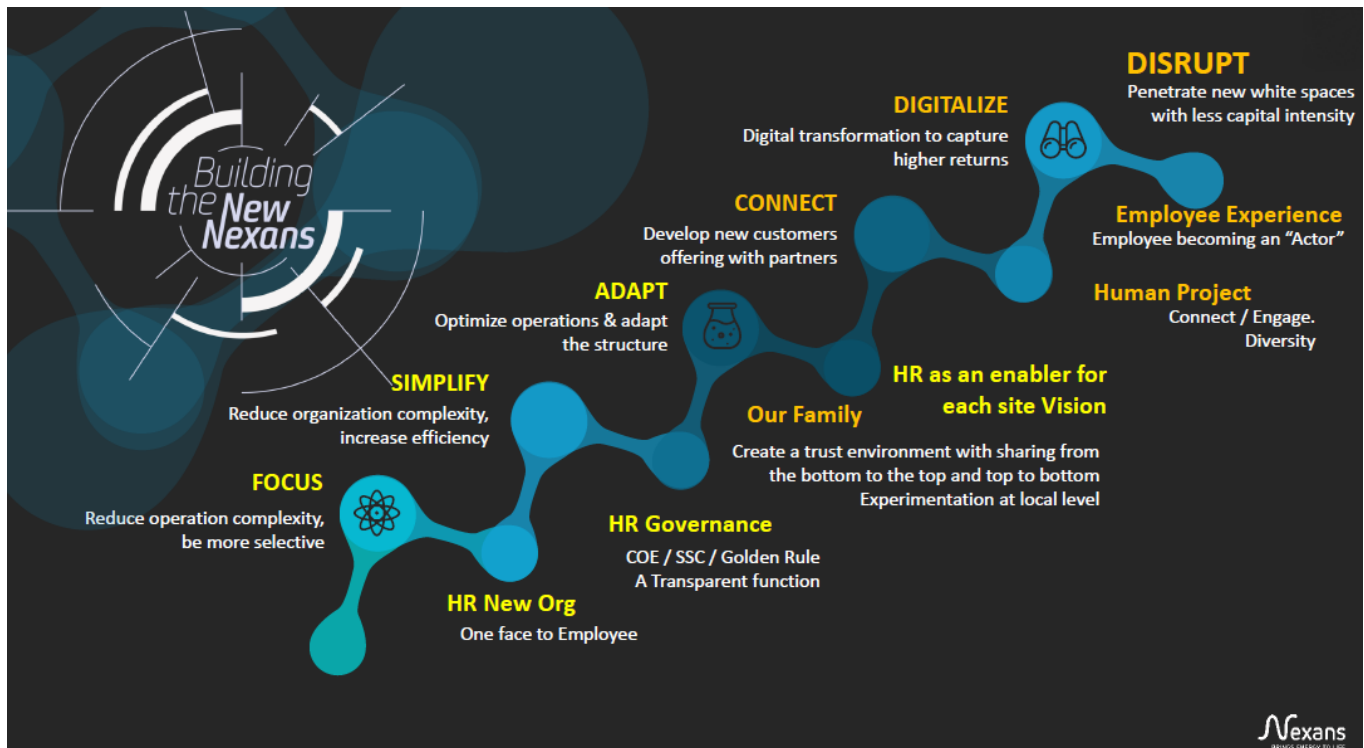 Building
the New
Nexans
DISRUPT
Penetrate new white spaces
with less capital intensity
DIGITALIZE
Digital transformation to capture
higher returns
CONNECT
Develop new customers
offering with partners
ADAPT
Optimize operations & adapt
the structure
SIMPLIFY
Reduce organization complexity,
increase efficiency
FOCUS
Reduce operation complexity,
be more selective
Employee Experience
Employee becoming an “Actor”
Human Project
Connect / Engage.
Diversity
HR as an enabler for
each site Vision
Our Family
Create a trust environment with sharing from
the bottom to the top and top to bottom
Experimentation at local level
HR Governance
COE / SSC / Golden Rule
A Transparent function
HR New Org
One face to Employee
Nexans
BRINGS ENERGY TO LIFE